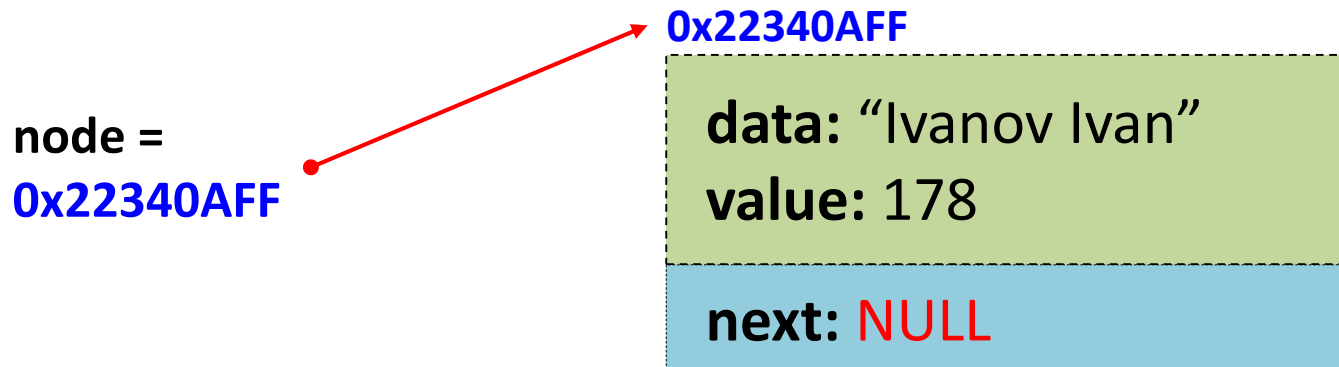 0x22340AFF
node =
0x22340AFF
data: “Ivanov Ivan”
value: 178
next: NULL